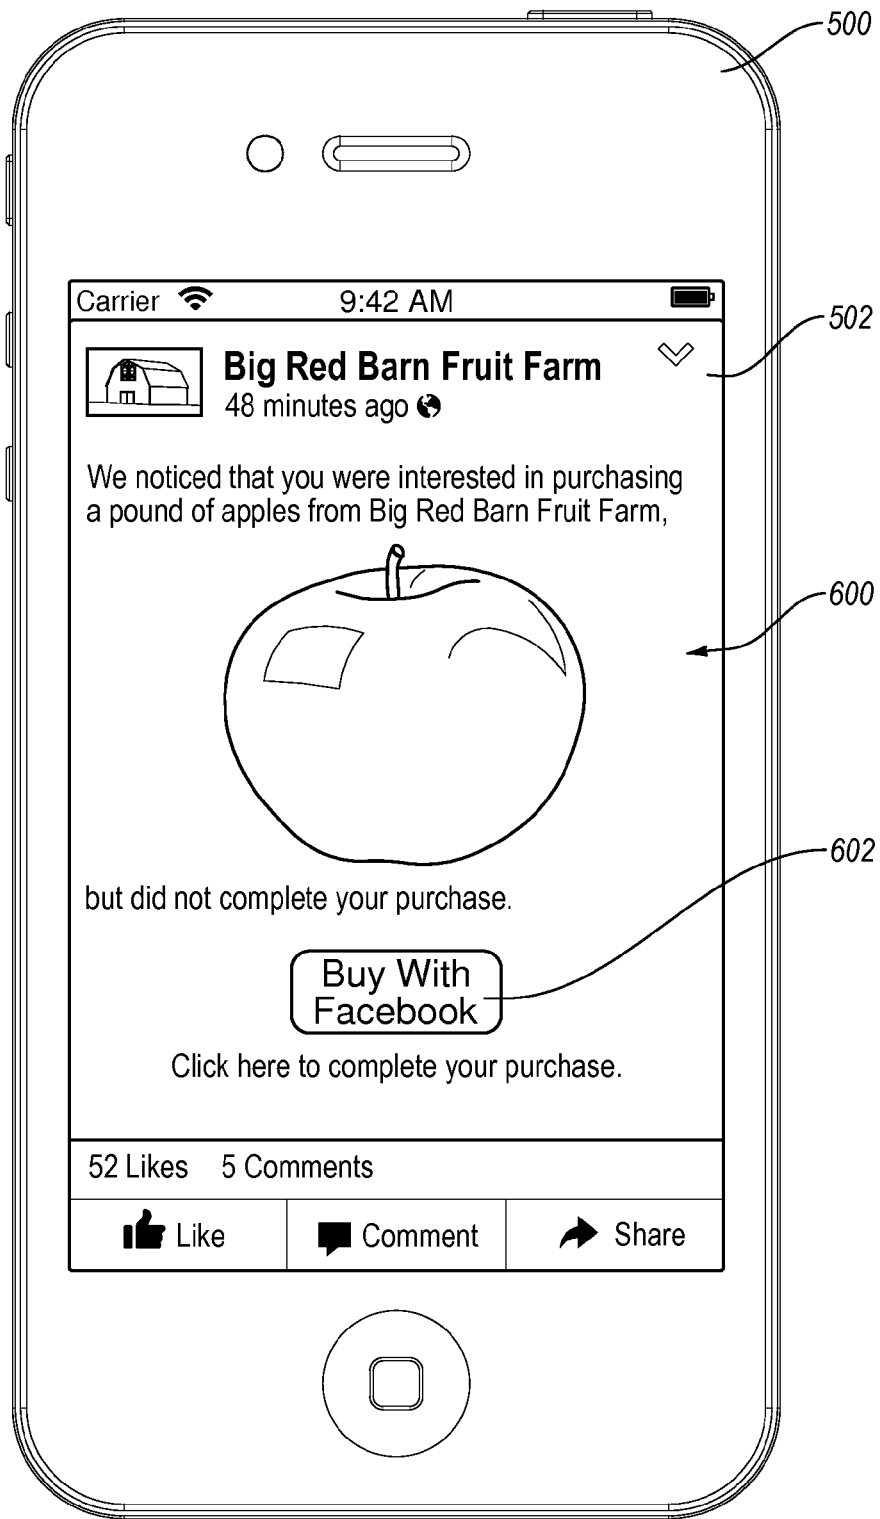 500
Carrier 9:42 AM
502
Big Red Barn Fruit Farm
48 minutes ago
We noticed that you were interested in purchasing
a pound of apples from Big Red Barn Fruit Farm,
600
602
but did not complete your purchase.
Buy With
Facebook
Click here to complete your purchase.
52 Likes 5 Comments
Like Comment Share